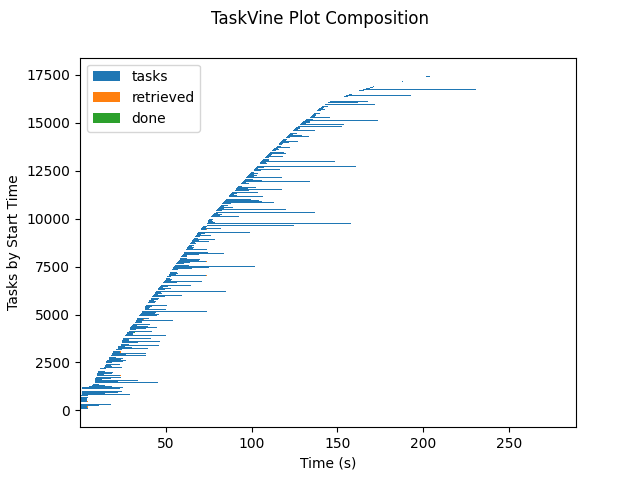 TaskVine Plot Composition
tasks
retrieved
done
17500
15000
12500
10000
7500
5000
2500
0
Tasks by Start Time
50 100 150 200 250
Time (s)